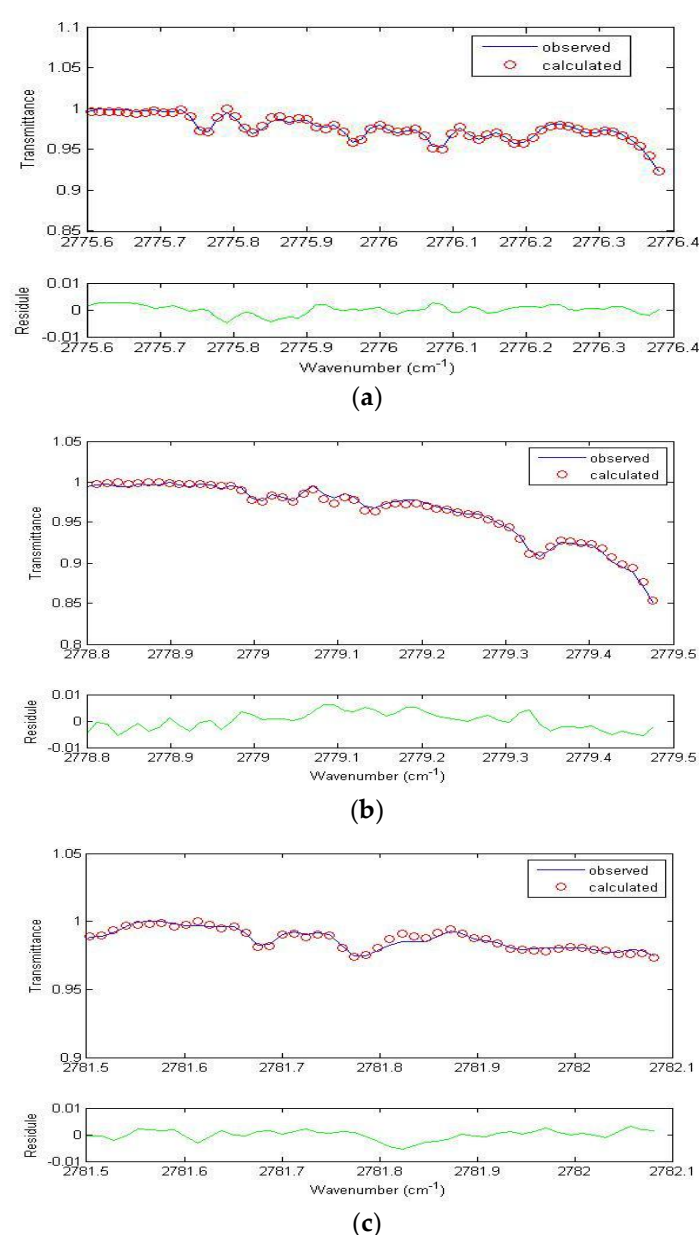 1.1
observed
calculated
1.05
1
0.95
0.9
0.85
Transmittance
2775.6 2775.7 2775.8 2775.9 2776 2776.1 2776.2 2776.3 2776.4
0.01
0
-0.01
Residule
2775.6 2775.7 2775.8 2775.9 2776 2776.1 2776.2 2776.3 2776.4
Wavenumber (cm⁻¹)
(a)
1.05
observed
calculated
1
0.95
0.9
0.85
0.8
Transmittance
2778.8 2778.9 2779 2779.1 2779.2 2779.3 2779.4 2779.5
0.01
0
-0.01
Residule
2778.8 2778.9 2779 2779.1 2779.2 2779.3 2779.4 2779.5
Wavenumber (cm⁻¹)
(b)
1.05
observed
calculated
1
0.95
0.9
Transmittance
2781.5 2781.6 2781.7 2781.8 2781.9 2782 2782.1
0.01
0
-0.01
Residule
2781.5 2781.6 2781.7 2781.8 2781.9 2782 2782.1
Wavenumber (cm⁻¹)
(c)